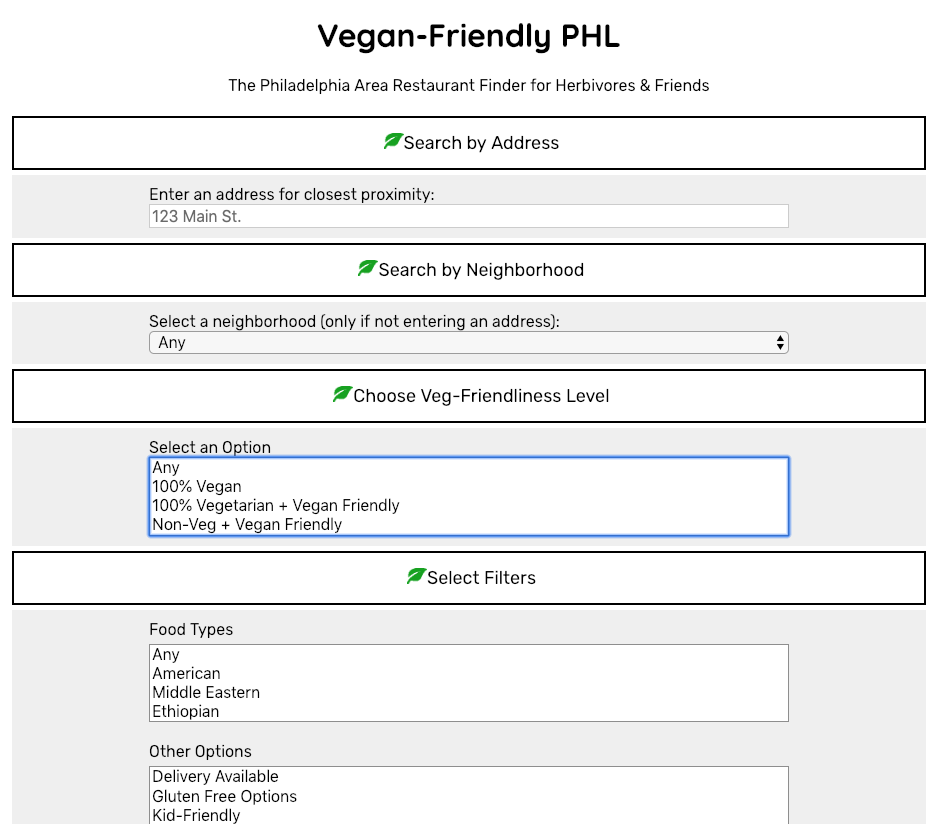 Vegan-Friendly PHL
The Philadelphia Area Restaurant Finder for Herbivores & Friends
Search by Address
Enter an address for closest proximity:
123 Main St.
Search by Neighborhood
Select a neighborhood (only if not entering an address):
Any
Choose Veg-Friendliness Level
Select an Option
Any
100% Vegan
100% Vegetarian + Vegan Friendly
Non-Veg + Vegan Friendly
Select Filters
Food Types
Any
American
Middle Eastern
Ethiopian
Other Options
Delivery Available
Gluten Free Options
Kid-Friendly